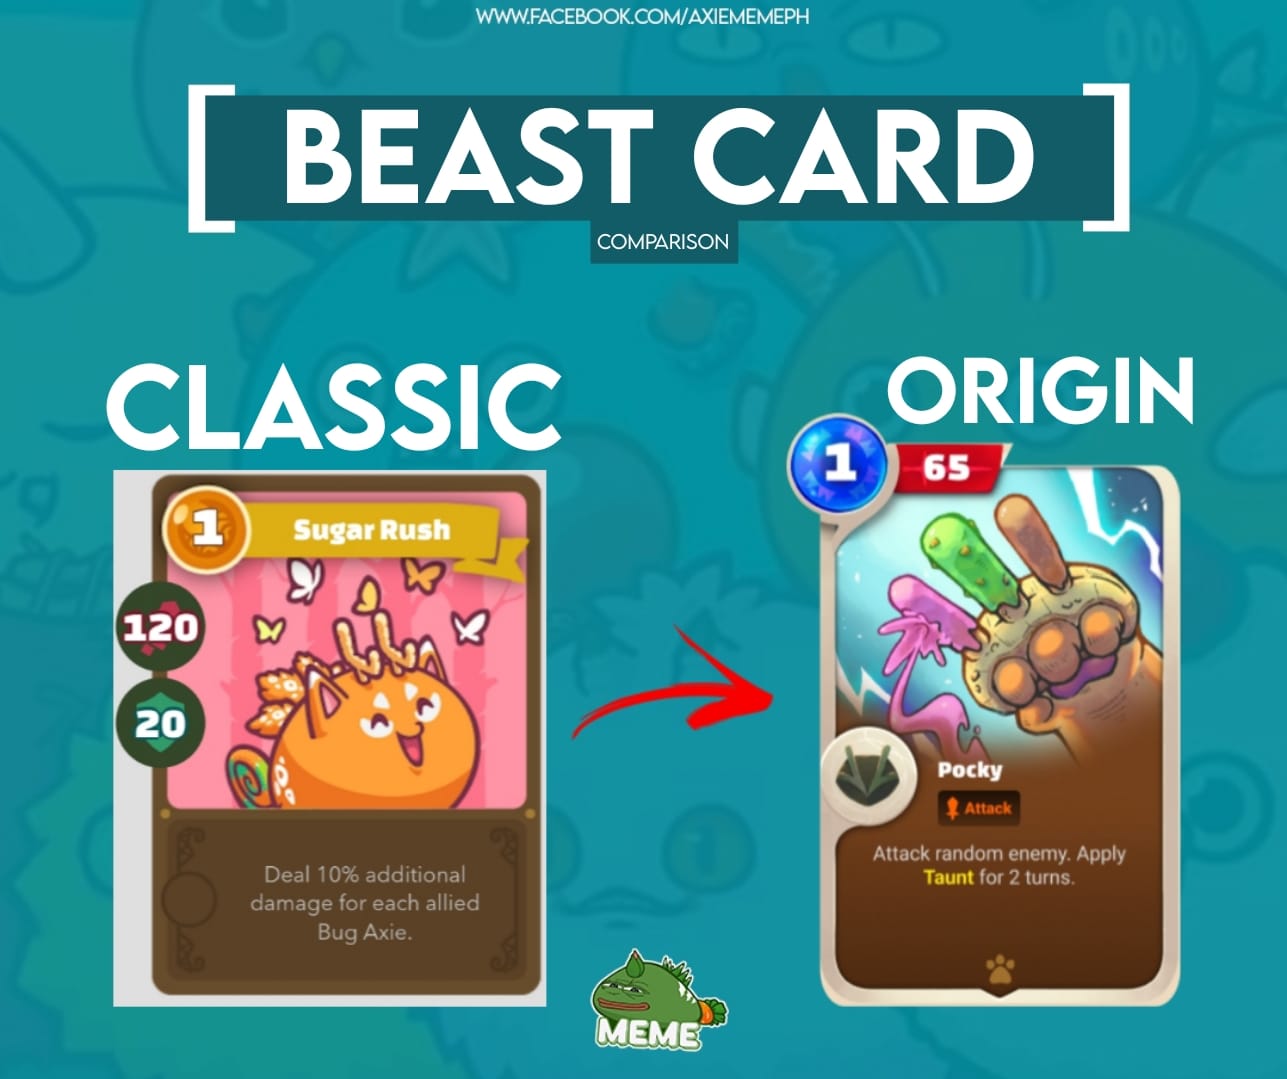 WWW.FACEBOOK.COM/AXIEMEMEPH
BEAST CARD
COMPARISON
CLASSIC
ORIGIN
1
Sugar Rush
120
20
Deal 10% additional
damage for each allied
Bug Axie.
1
65
Pocky
Attack
Attack random enemy. Apply
Taunt for 2 turns.
MEME